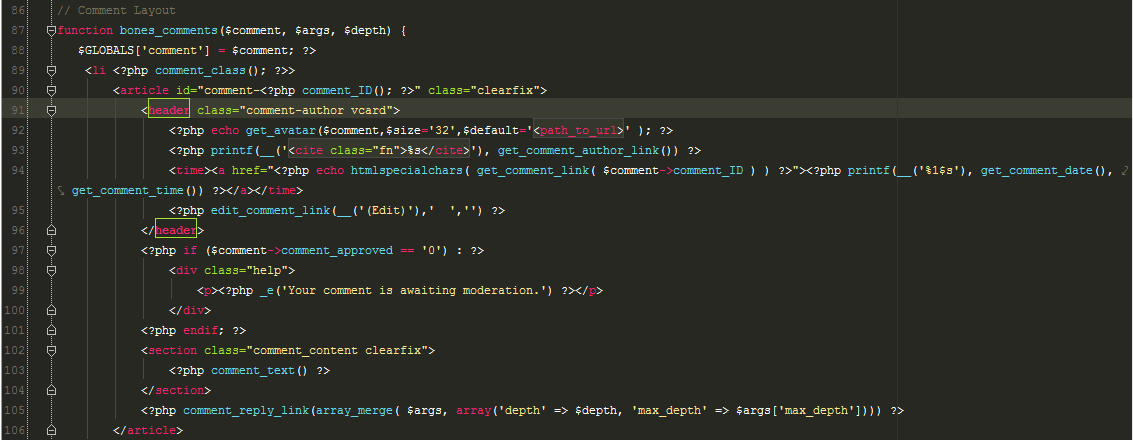 86 // Comment Layout
87 function bones_comments($comment, $args, $depth) {
88 $GLOBALS['comment'] = $comment; ?>
89 <li <?php comment_class(); ?>>
90 <article id="comment-<?php comment_ID(); ?>" class="clearfix">
91 <header class="comment-author vcard">
92 <?php echo get_avatar($comment,$size='32',$default='<path_to_url>' ); ?>
93 <?php printf(__('<cite class="fn">%s</cite>'), get_comment_author_link()) ?>
94 <time><a href="<?php echo htmlspecialchars( get_comment_link( $comment->comment_ID ) ) ?>"><?php printf(__('%1$s'), get_comment_date(),
get_comment_time()) ?></a></time>
95 <?php edit_comment_link(__('(Edit)'),'  ','') ?>
96 </header>
97 <?php if ($comment->comment_approved == '0') : ?>
98 <div class="help">
99 <p><?php _e('Your comment is awaiting moderation.') ?></p>
100 </div>
101 <?php endif; ?>
102 <section class="comment_content clearfix">
103 <?php comment_text() ?>
104 </section>
105 <?php comment_reply_link(array_merge( $args, array('depth' => $depth, 'max_depth' => $args['max_depth']))) ?>
106 </article>